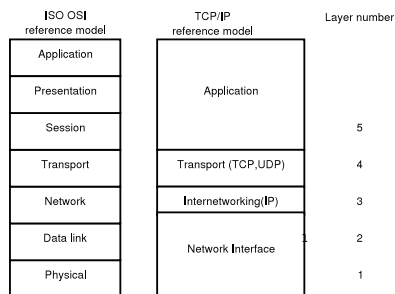 ISO OSI
reference model
TCP/IP
reference model
Layer number
Application
Presentation
Session
Transport
Network
Data link
Physical
Application
Transport (TCP,UDP)
Internetworking(IP)
Network Interface
1
5
4
3
2
1